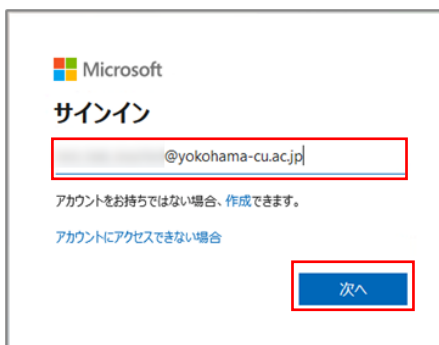 Microsoft
サインイン
@yokohama-cu.ac.jp
アカウントをお持ちではない場合、作成できます。
アカウントにアクセスできない場合
次へ